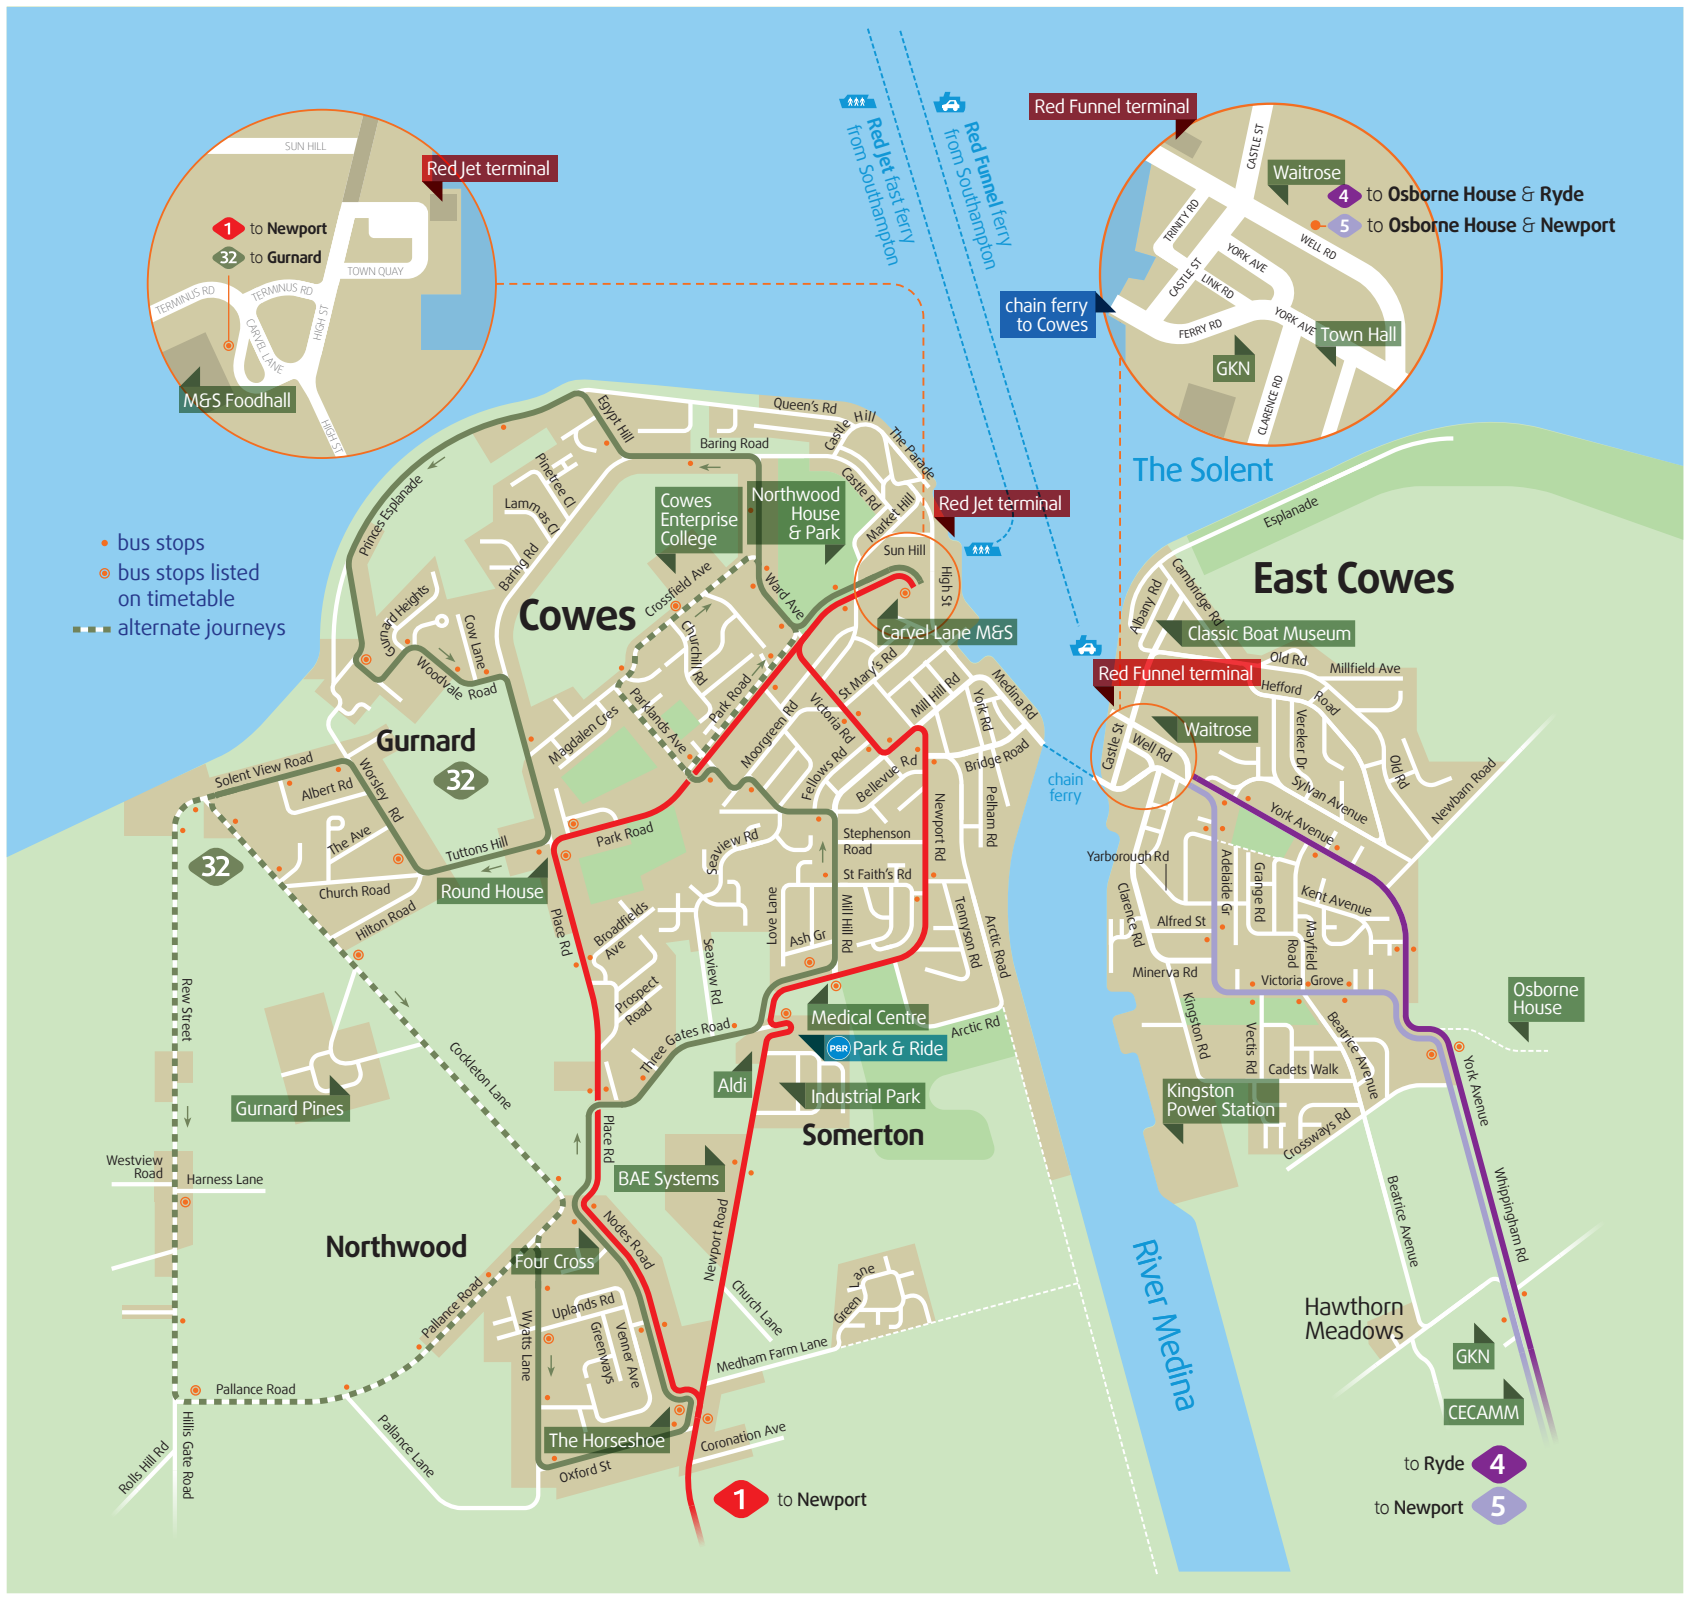 SUN HILL
Red Jet terminal
1 to Newport
32 to Gurnard
TOWN QUAY
TERMINUS RD
TERMINUS RD
CARVEL LANE
HIGH ST
HIGH ST
M&S Foodhall
Red Jet fast ferry
from Southampton
Red Funnel ferry
from Southampton
Red Funnel terminal
CASTLE ST
Waitrose
4 to Osborne House & Ryde
5 to Osborne House & Newport
TRINITY RD
WELL RD
YORK AVE
CASTLE ST
LINK RD
chain ferry
to Cowes
FERRY RD
YORK AVE
Town Hall
GKN
CLARENCE RD
The Solent
bus stops
bus stops listed
on timetable
alternate journeys
Queen's Rd
Egypt Hill
Castle Hill
The Parade
Baring Road
Pinetree Cl
Castle Rd
Princes Esplanade
Lammas Cl
Market Hill
Cowes
Enterprise
College
Northwood
House
& Park
Red Jet terminal
Baring Rd
Sun Hill
High St
Cowes
Crossfield Ave
Ward Ave
Gurnard Heights
Cow Lane
Churchill Rd
Carvel Lane M&S
Woodvale Road
Parklands Ave
Park Road
St Mary's Rd
Medina Rd
Mill Hill Rd
York Rd
Victoria Rd
Magdalen Cres
Moorgreen Rd
Bridge Road
Gurnard
32
Solent View Road
Albert Rd
Worsley Rd
Fellows Rd
Bellevue Rd
chain
ferry
The Ave
Tuttons Hill
Park Road
Seaview Rd
Stephenson
Road
Newport Rd
Pelham Rd
32
Church Road
Round House
St Faith's Rd
Hilton Road
Place Rd
Broadfields
Ave
Love Lane
Mill Hill Rd
Ash Gr
Tennyson Rd
Arctic Road
Seaview Rd
Prospect
Road
Rew Street
Medical Centre
Three Gates Road
Arctic Rd
P&R Park & Ride
Cockleton Lane
Aldi
Industrial Park
Gurnard Pines
Somerton
Place Rd
BAE Systems
Westview
Road
Harness Lane
Nodes Road
Northwood
Four Cross
Newport Road
Church Lane
Green Lane
Pallance Road
Uplands Rd
Wyatts Lane
Greenways
Venner Ave
Medham Farm Lane
Pallance Road
Hillis Gate Road
Pallance Lane
Rolls Hill Rd
The Horseshoe
Coronation Ave
Oxford St
1 to Newport
River Medina
Esplanade
East Cowes
Albany Rd
Cambridge Rd
Classic Boat Museum
Old Rd
Millfield Ave
Red Funnel terminal
Hefford Road
Vereker Dr
Waitrose
Castle St
Well Rd
Old Rd
Sylvan Avenue
Newbarn Road
York Avenue
Yarborough Rd
Adelaide Gr
Grange Rd
Kent Avenue
Clarence Rd
Alfred St
Mayfield
Road
Minerva Rd
Victoria Grove
Osborne
House
Kingston Rd
Vectis Rd
Beatrice Avenue
Cadets Walk
York Avenue
Kingston
Power Station
Crossways Rd
Whippingham Rd
Beatrice Avenue
Hawthorn
Meadows
GKN
CECAMM
to Ryde 4
to Newport 5